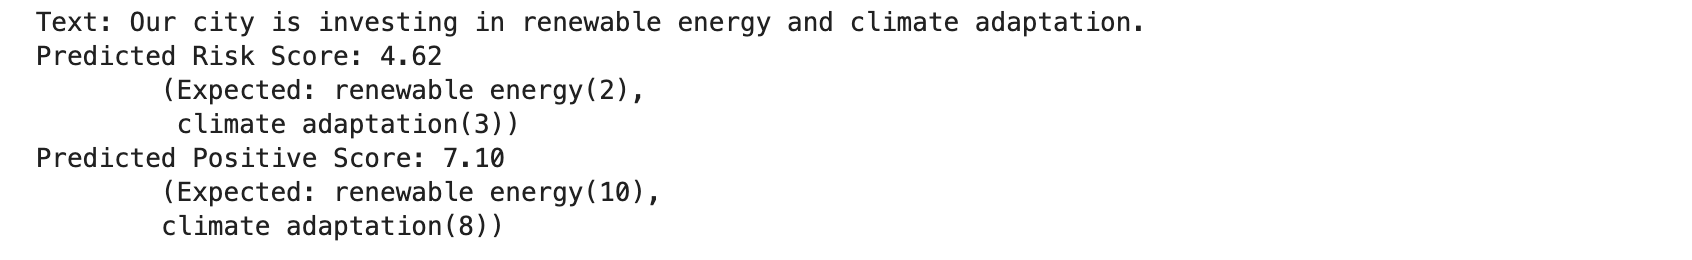 Text: Our city is investing in renewable energy and climate adaptation.
Predicted Risk Score: 4.62
(Expected: renewable energy(2),
climate adaptation(3))
Predicted Positive Score: 7.10
(Expected: renewable energy(10),
climate adaptation(8))